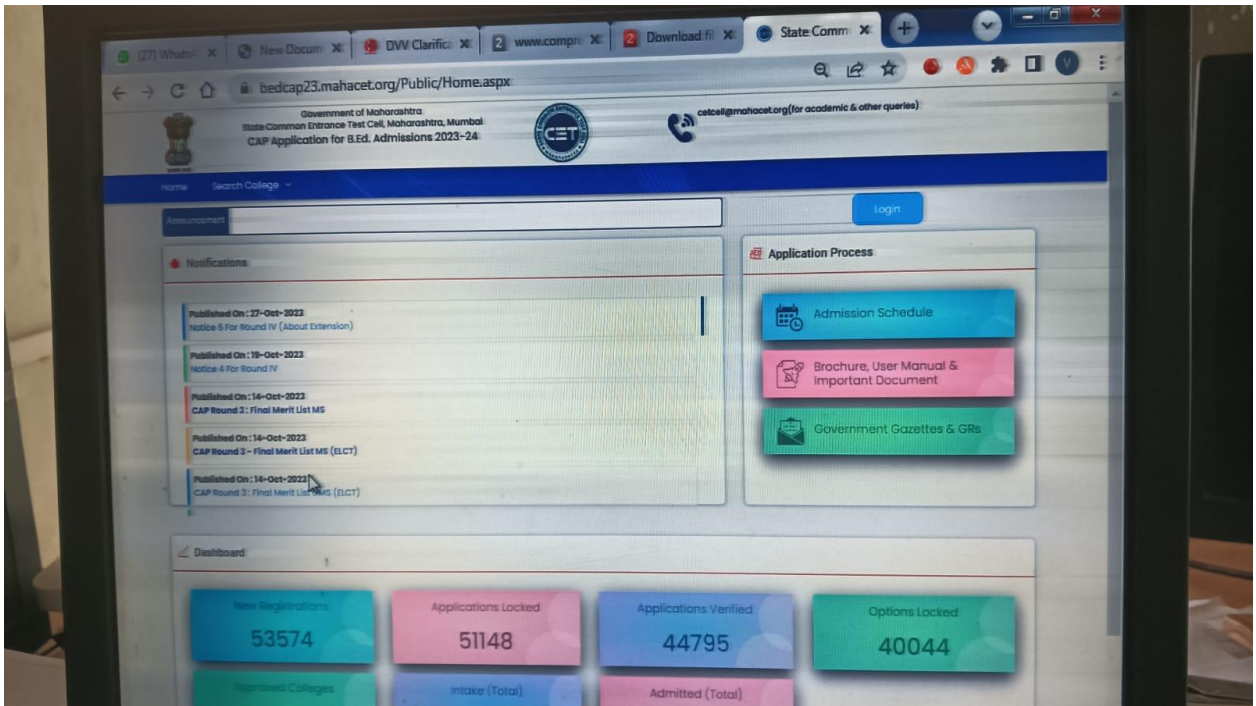 (27) WhatsA
New Docum
DVV Clarifica
www.compre
Download fil
State Comm
bedcap23.mahacet.org/Public/Home.aspx
Government of Maharashtra
State Common Entrance Test Cell, Maharashtra, Mumbai
CAP Application for B.Ed. Admissions 2023-24
CET
cetcell@mahacet.org(for academic & other queries)
Home Search College
Announcement
Login
Notifications
Published On : 27-Oct-2023
Notice 5 For Round IV (About Extension)
Published On : 19-Oct-2023
Notice 4 For Round IV
Published On : 14-Oct-2023
CAP Round 3 : Final Merit List MS
Published On : 14-Oct-2023
CAP Round 3 - Final Merit List MS (ELCT)
Published On : 14-Oct-2023
CAP Round 3 : Final Merit List (ELCT)
Application Process
Admission Schedule
Brochure, User Manual &
Important Document
Government Gazettes & GRs
Dashboard
New Registrations
53574
Applications Locked
51148
Applications Verified
44795
Options Locked
40044
Approved Colleges
Intake (Total)
Admitted (Total)